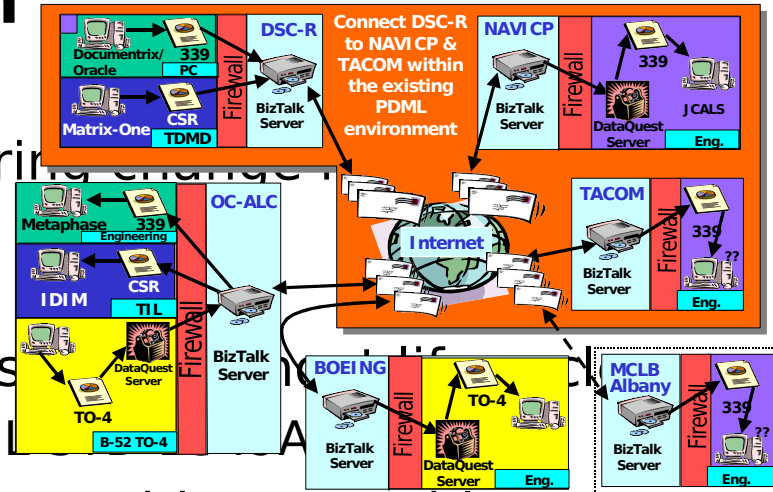 Documentrix/
Oracle
339
PC
Matrix-One
CSR
TDMD
Firewall
DSC-R
BizTalk
Server
Connect DSC-R
to NAVICP &
TACOM within
the existing
PDML
environment
NAVICP
BizTalk
Server
Firewall
339
DataQuest
Server
JCALS
Eng.
ring change
Metaphase
339
Engineering
IDIM
CSR
TIL
DataQuest
Server
TO-4
B-52 TO-4
Firewall
OC-ALC
BizTalk
Server
Internet
TACOM
BizTalk
Server
Firewall
339
??
Eng.
BOEING
BizTalk
Server
Firewall
TO-4
DataQuest
Server
Eng.
MCLB
Albany
BizTalk
Server
Firewall
339
??
Eng.